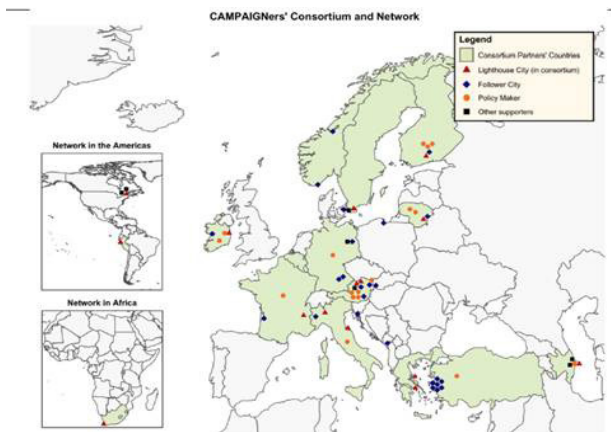 CAMPAIGNers' Consortium and Network
Legend
Consortium Partners' Countries
Lighthouse City (in consortium)
Follower City
Policy Maker
Other supporters
Network in the Americas
Network in Africa